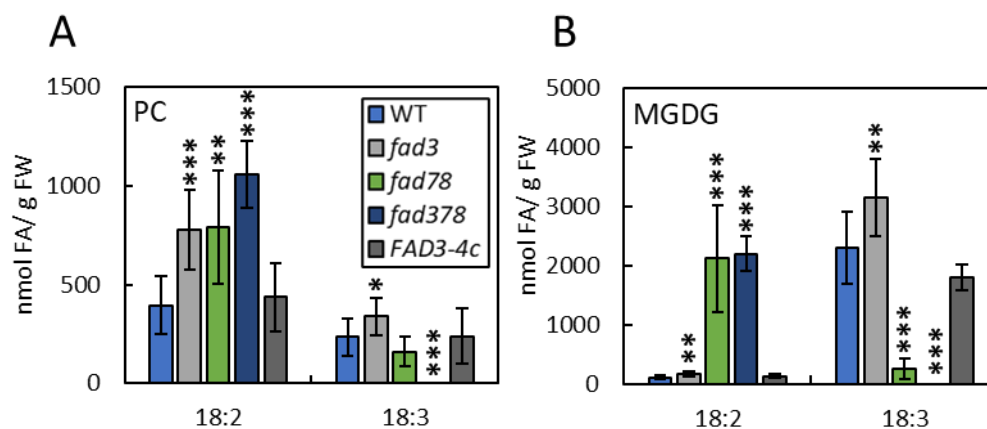 A
nmol FA/ g FW
1500
1000
500
0
PC
***
**
***
*
***
WT
fad3
fad78
fad378
FAD3-4c
18:2
18:3
B
nmol FA/ g FW
5000
4000
3000
2000
1000
0
MGDG
**
***
***
**
***
***
18:2
18:3